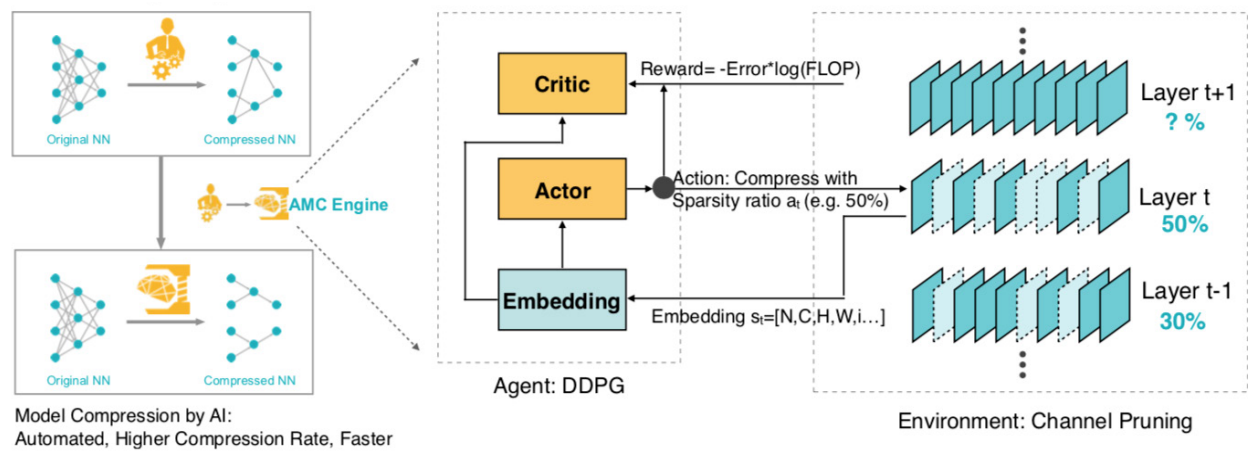 Original NN
Compressed NN
AMC Engine
Original NN
Compressed NN
Model Compression by AI:
Automated, Higher Compression Rate, Faster
Critic
Actor
Embedding
Reward= -Error*log(FLOP)
Action: Compress with
Sparsity ratio aₜ (e.g. 50%)
Embedding sₜ=[N,C,H,W,i…]
Agent: DDPG
Layer t+1
? %
Layer t
50%
Layer t-1
30%
Environment: Channel Pruning